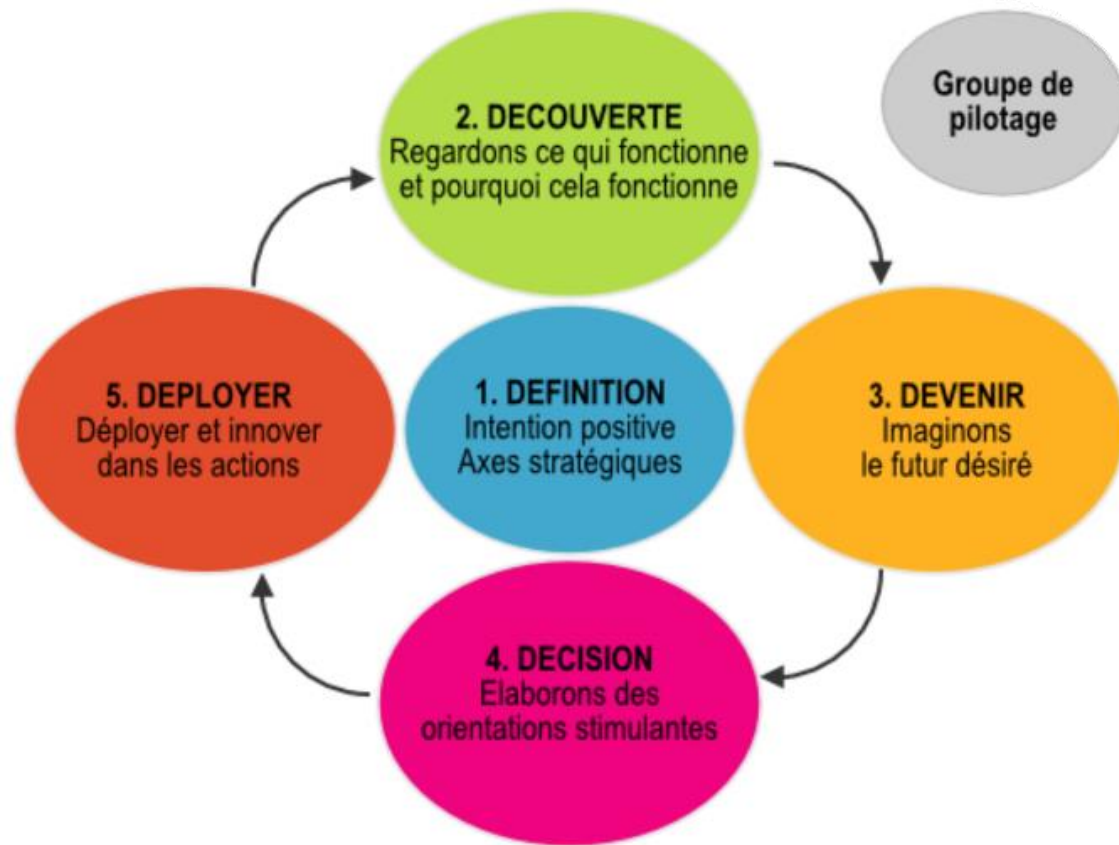 Groupe de
pilotage
2. DECOUVERTE
Regardons ce qui fonctionne
et pourquoi cela fonctionne
5. DEPLOYER
Déployer et innover
dans les actions
1. DEFINITION
Intention positive
Axes stratégiques
3. DEVENIR
Imaginons
le futur désiré
4. DECISION
Elaborons des
orientations stimulantes